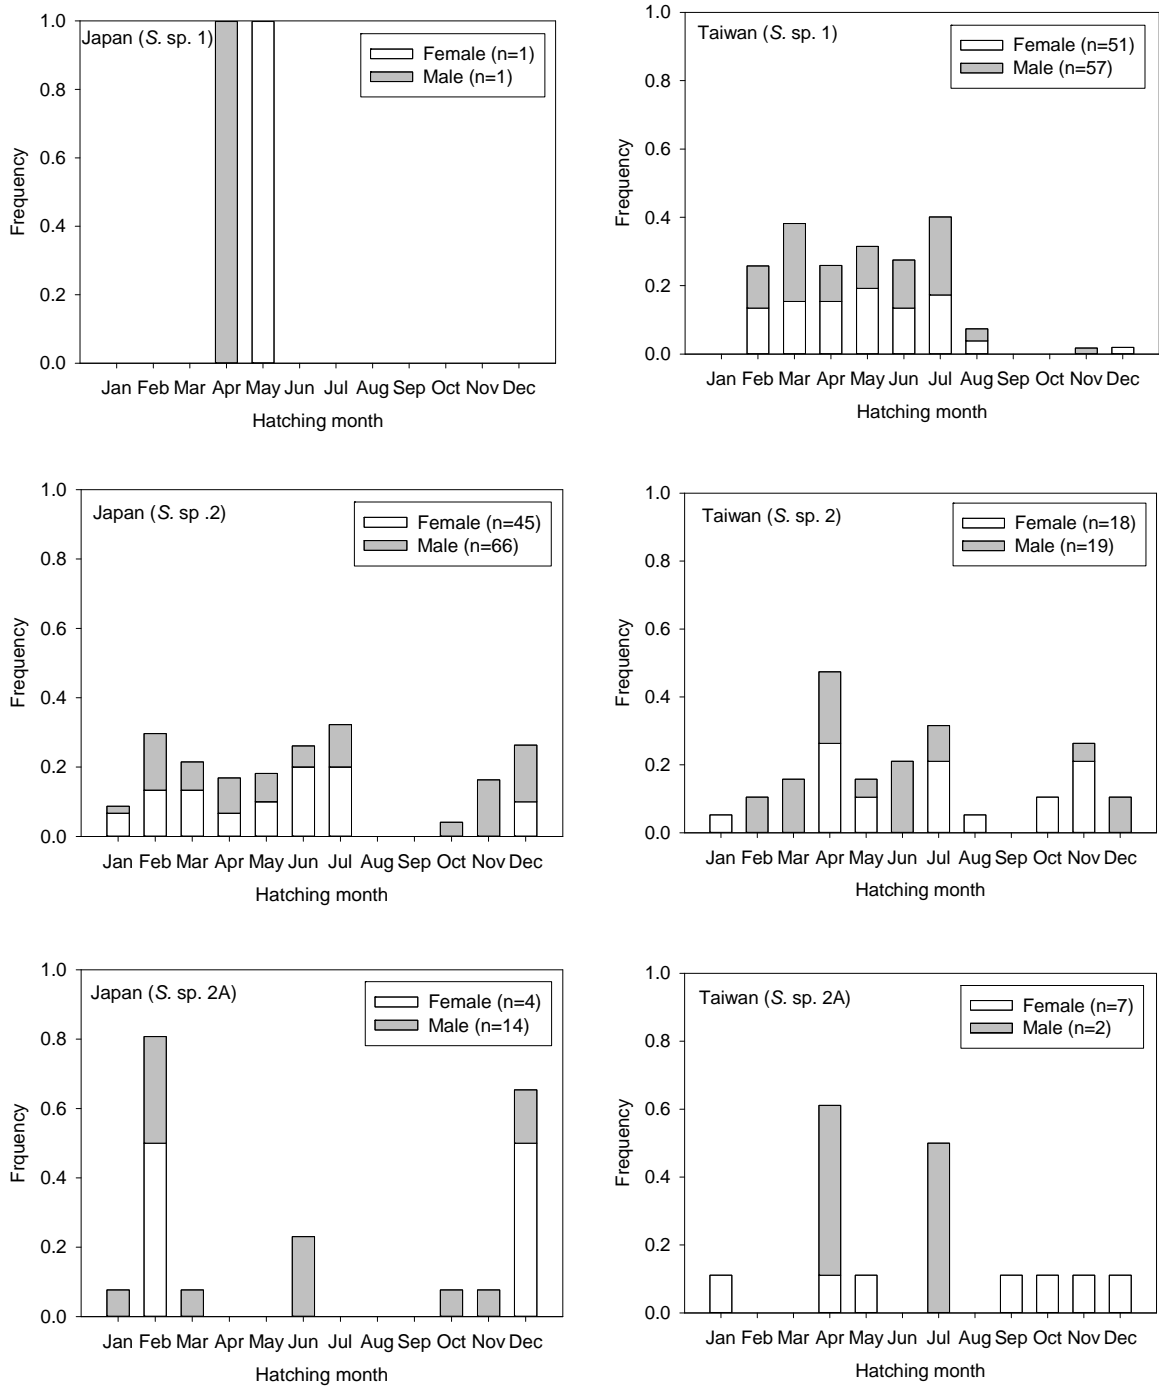 Japan (S. sp. 1)
Female (n=1)
Male (n=1)
Frequency
1.0
0.8
0.6
0.4
0.2
0.0
Jan Feb Mar Apr May Jun Jul Aug Sep Oct Nov Dec
Hatching month
Taiwan (S. sp. 1)
Female (n=51)
Male (n=57)
Frequency
1.0
0.8
0.6
0.4
0.2
0.0
Jan Feb Mar Apr May Jun Jul Aug Sep Oct Nov Dec
Hatching month
Japan (S. sp .2)
Female (n=45)
Male (n=66)
Frequency
1.0
0.8
0.6
0.4
0.2
0.0
Jan Feb Mar Apr May Jun Jul Aug Sep Oct Nov Dec
Hatching month
Taiwan (S. sp. 2)
Female (n=18)
Male (n=19)
Frequency
1.0
0.8
0.6
0.4
0.2
0.0
Jan Feb Mar Apr May Jun Jul Aug Sep Oct Nov Dec
Hatching month
Japan (S. sp. 2A)
Female (n=4)
Male (n=14)
Frquency
1.0
0.8
0.6
0.4
0.2
0.0
Jan Feb Mar Apr May Jun Jul Aug Sep Oct Nov Dec
Hatching month
Taiwan (S. sp. 2A)
Female (n=7)
Male (n=2)
Frequency
1.0
0.8
0.6
0.4
0.2
0.0
Jan Feb Mar Apr May Jun Jul Aug Sep Oct Nov Dec
Hatching month